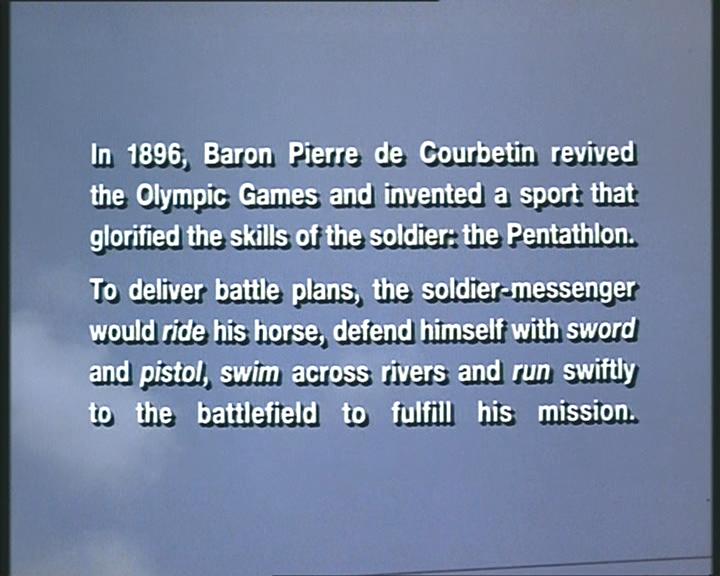 In 1896, Baron Pierre de Courbetin revived
the Olympic Games and invented a sport that
glorified the skills of the soldier: the Pentathlon.
To deliver battle plans, the soldier-messenger
would ride his horse, defend himself with sword
and pistol, swim across rivers and run swiftly
to the battlefield to fulfill his mission.